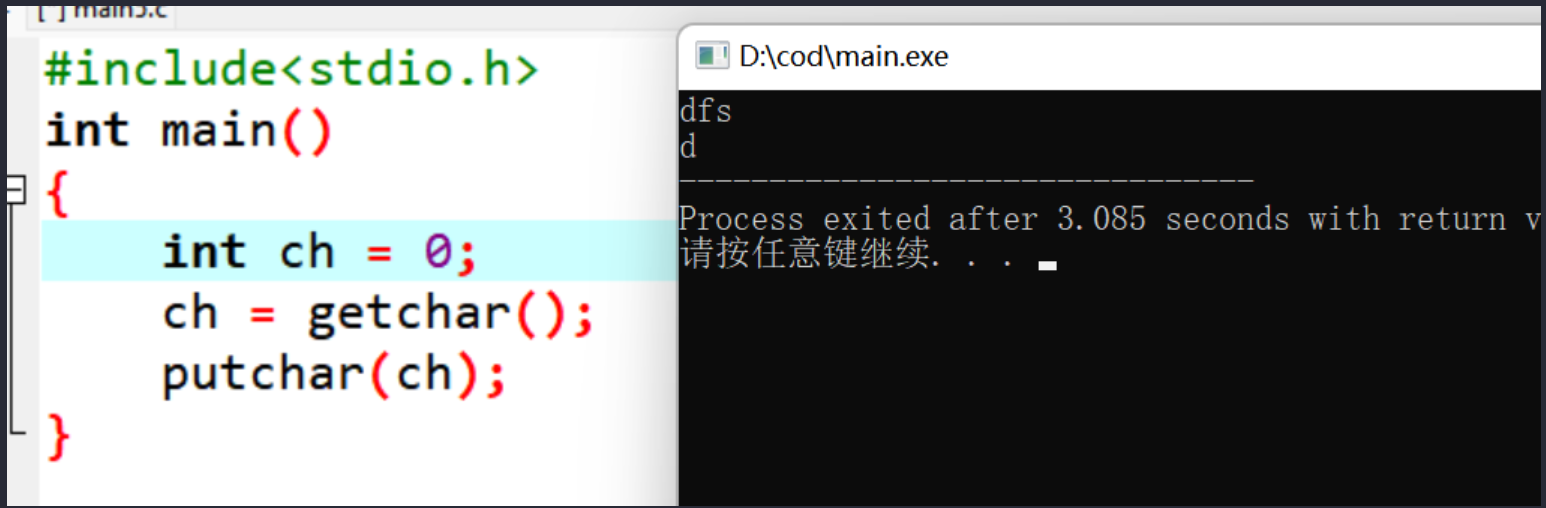 #include<stdio.h>
int main()
{
int ch = 0;
ch = getchar();
putchar(ch);
}
D:\cod\main.exe
dfs
d
--------------------------------
Process exited after 3.085 seconds with return v
请按任意键继续. . .